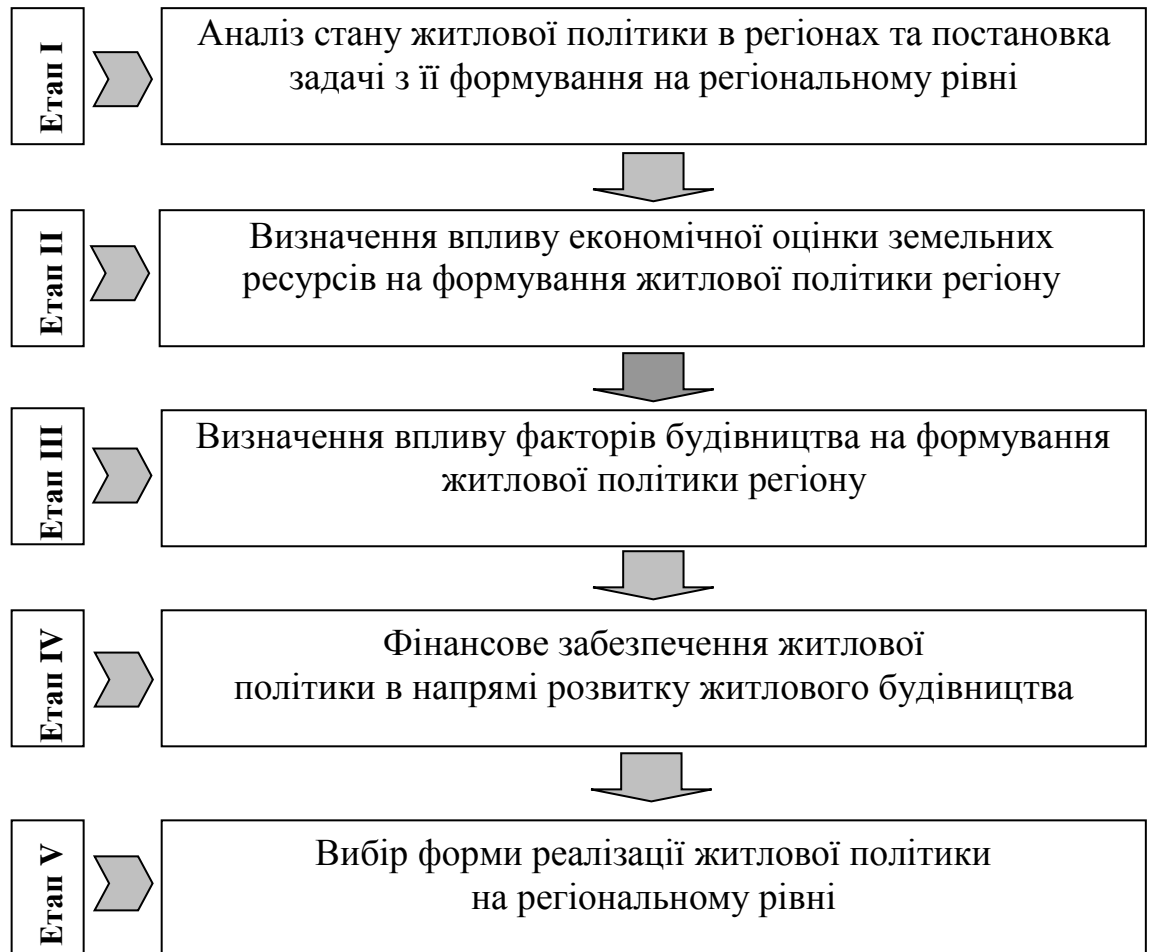 Етап I
Аналіз стану житлової політики в регіонах та постановка
задачі з її формування на регіональному рівні
Етап II
Визначення впливу економічної оцінки земельних
ресурсів на формування житлової політики регіону
Етап III
Визначення впливу факторів будівництва на формування
житлової політики регіону
Етап IV
Фінансове забезпечення житлової
політики в напрямі розвитку житлового будівництва
Етап V
Вибір форми реалізації житлової політики
на регіональному рівні